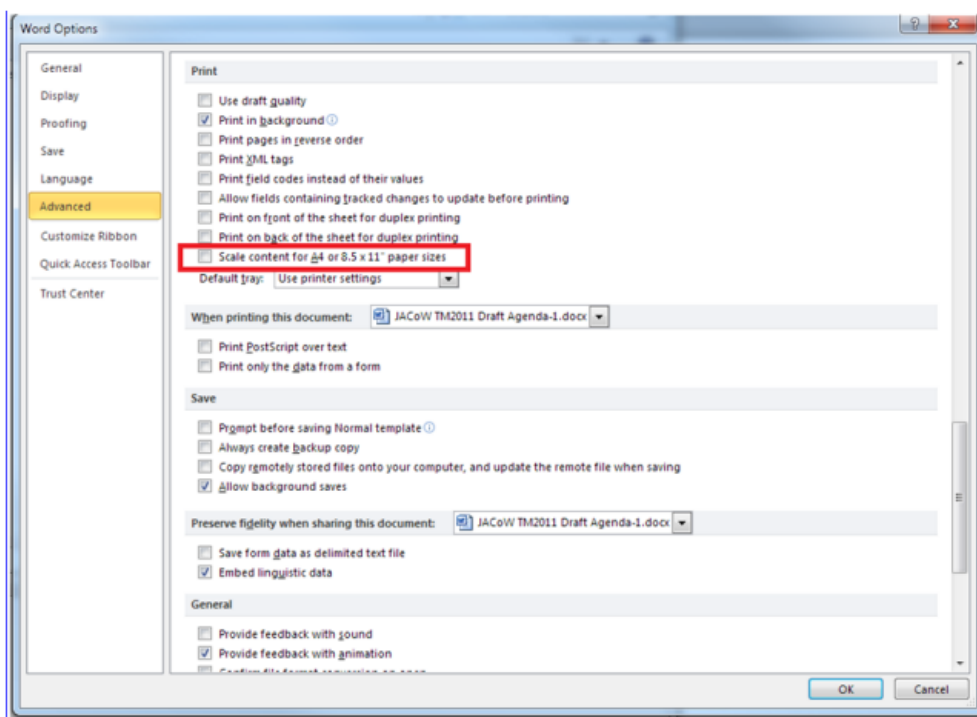 Word Options
General
Display
Proofing
Save
Language
Advanced
Customize Ribbon
Quick Access Toolbar
Trust Center
Print
Use draft quality
Print in background
Print pages in reverse order
Print XML tags
Print field codes instead of their values
Allow fields containing tracked changes to update before printing
Print on front of the sheet for duplex printing
Print on back of the sheet for duplex printing
Scale content for A4 or 8.5 x 11" paper sizes
Default tray: Use printer settings
When printing this document: JACoW TM2011 Draft Agenda-1.docx
Print PostScript over text
Print only the data from a form
Save
Prompt before saving Normal template
Always create backup copy
Copy remotely stored files onto your computer, and update the remote file when saving
Allow background saves
Preserve fidelity when sharing this document: JACoW TM2011 Draft Agenda-1.docx
Save form data as delimited text file
Embed linguistic data
General
Provide feedback with sound
Provide feedback with animation
Confirm file format conversion on open
OK Cancel